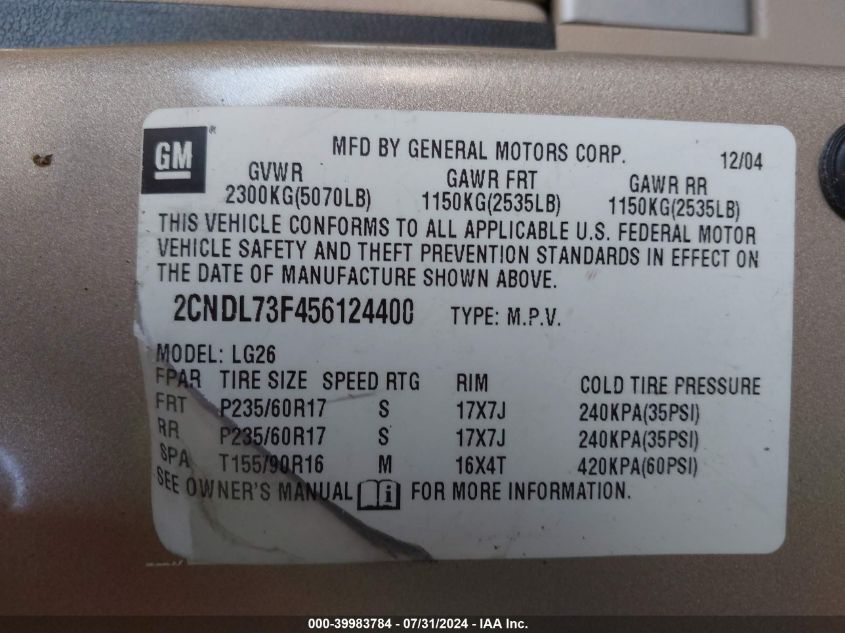 GM®
MFD BY GENERAL MOTORS CORP. 12/04
GVWR GAWR FRT GAWR RR
2300KG(5070LB) 1150KG(2535LB) 1150KG(2535LB)
THIS VEHICLE CONFORMS TO ALL APPLICABLE U.S. FEDERAL MOTOR
VEHICLE SAFETY AND THEFT PREVENTION STANDARDS IN EFFECT ON
THE DATE OF MANUFACTURE SHOWN ABOVE.
2CNDL73F456124400 TYPE: M.P.V.
MODEL: LG26
FPAR TIRE SIZE SPEED RTG RIM COLD TIRE PRESSURE
FRT P235/60R17 S 17X7J 240KPA(35PSI)
RR P235/60R17 S 17X7J 240KPA(35PSI)
SPA T155/90R16 M 16X4T 420KPA(60PSI)
SEE OWNER'S MANUAL i FOR MORE INFORMATION.
000-39983784 / 07/31/2024 - IAA Inc.